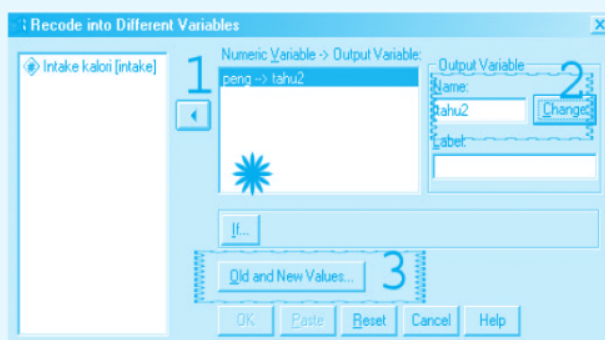 Recode into Different Variables
Intake kalori [intake]
1
Numeric Variable -> Output Variable:
peng --> tahu2
Output Variable
2
Name:
tahu2
Change
Label:
If...
Old and New Values...
3
OK
Paste
Reset
Cancel
Help